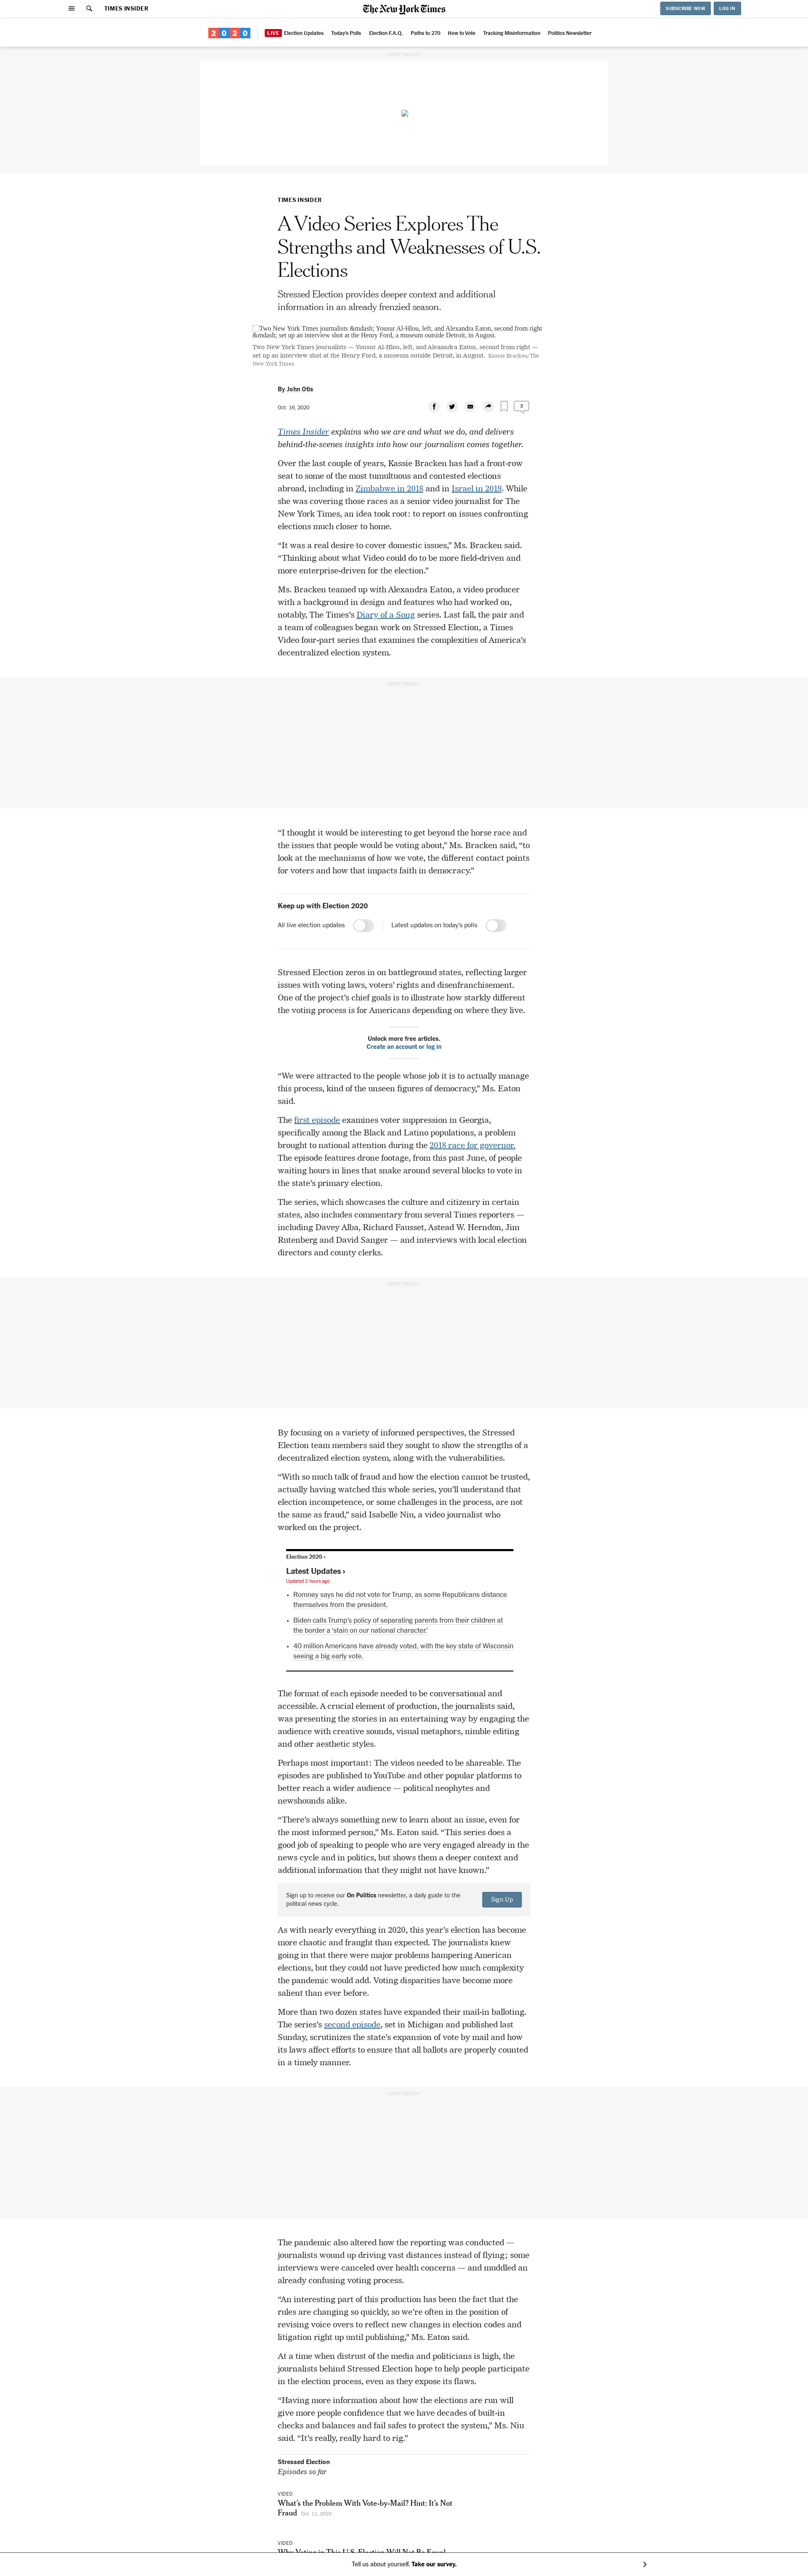 TIMES INSIDER
The New York Times
SUBSCRIBE NOW
LOG IN
2020
LIVE Election Updates
Today's Polls
Election F.A.Q.
Paths to 270
How to Vote
Tracking Misinformation
Politics Newsletter
ADVERTISEMENT
TIMES INSIDER
A Video Series Explores The
Strengths and Weaknesses of U.S.
Elections
Stressed Election provides deeper context and additional
information in an already frenzied season.
Two New York Times journalists &mdash; Yousur Al-Hlou, left, and Alexandra Eaton, second from right
&mdash; set up an interview shot at the Henry Ford, a museum outside Detroit, in August.
Two New York Times journalists — Yousur Al-Hlou, left, and Alexandra Eaton, second from right —
set up an interview shot at the Henry Ford, a museum outside Detroit, in August. Kassie Bracken/The
New York Times
By John Otis
Oct. 16, 2020
3
Times Insider explains who we are and what we do, and delivers
behind-the-scenes insights into how our journalism comes together.
Over the last couple of years, Kassie Bracken has had a front-row
seat to some of the most tumultuous and contested elections
abroad, including in Zimbabwe in 2018 and in Israel in 2019. While
she was covering those races as a senior video journalist for The
New York Times, an idea took root: to report on issues confronting
elections much closer to home.
“It was a real desire to cover domestic issues,” Ms. Bracken said.
“Thinking about what Video could do to be more field-driven and
more enterprise-driven for the election.”
Ms. Bracken teamed up with Alexandra Eaton, a video producer
with a background in design and features who had worked on,
notably, The Times’s Diary of a Song series. Last fall, the pair and
a team of colleagues began work on Stressed Election, a Times
Video four-part series that examines the complexities of America’s
decentralized election system.
ADVERTISEMENT
“I thought it would be interesting to get beyond the horse race and
the issues that people would be voting about,” Ms. Bracken said, “to
look at the mechanisms of how we vote, the different contact points
for voters and how that impacts faith in democracy.”
Keep up with Election 2020
All live election updates
Latest updates on today's polls
Stressed Election zeros in on battleground states, reflecting larger
issues with voting laws, voters’ rights and disenfranchisement.
One of the project’s chief goals is to illustrate how starkly different
the voting process is for Americans depending on where they live.
Unlock more free articles.
Create an account or log in
“We were attracted to the people whose job it is to actually manage
this process, kind of the unseen figures of democracy,” Ms. Eaton
said.
The first episode examines voter suppression in Georgia,
specifically among the Black and Latino populations, a problem
brought to national attention during the 2018 race for governor.
The episode features drone footage, from this past June, of people
waiting hours in lines that snake around several blocks to vote in
the state’s primary election.
The series, which showcases the culture and citizenry in certain
states, also includes commentary from several Times reporters —
including Davey Alba, Richard Fausset, Astead W. Herndon, Jim
Rutenberg and David Sanger — and interviews with local election
directors and county clerks.
ADVERTISEMENT
By focusing on a variety of informed perspectives, the Stressed
Election team members said they sought to show the strengths of a
decentralized election system, along with the vulnerabilities.
“With so much talk of fraud and how the election cannot be trusted,
actually having watched this whole series, you’ll understand that
election incompetence, or some challenges in the process, are not
the same as fraud,” said Isabelle Niu, a video journalist who
worked on the project.
Election 2020 ›
Latest Updates ›
Updated 2 hours ago
• Romney says he did not vote for Trump, as some Republicans distance
themselves from the president.
• Biden calls Trump’s policy of separating parents from their children at
the border a ‘stain on our national character.’
• 40 million Americans have already voted, with the key state of Wisconsin
seeing a big early vote.
The format of each episode needed to be conversational and
accessible. A crucial element of production, the journalists said,
was presenting the stories in an entertaining way by engaging the
audience with creative sounds, visual metaphors, nimble editing
and other aesthetic styles.
Perhaps most important: The videos needed to be shareable. The
episodes are published to YouTube and other popular platforms to
better reach a wider audience — political neophytes and
newshounds alike.
“There’s always something new to learn about an issue, even for
the most informed person,” Ms. Eaton said. “This series does a
good job of speaking to people who are very engaged already in the
news cycle and in politics, but shows them a deeper context and
additional information that they might not have known.”
Sign up to receive our On Politics newsletter, a daily guide to the
political news cycle.
Sign Up
As with nearly everything in 2020, this year’s election has become
more chaotic and fraught than expected. The journalists knew
going in that there were major problems hampering American
elections, but they could not have predicted how much complexity
the pandemic would add. Voting disparities have become more
salient than ever before.
More than two dozen states have expanded their mail-in balloting.
The series’s second episode, set in Michigan and published last
Sunday, scrutinizes the state’s expansion of vote by mail and how
its laws affect efforts to ensure that all ballots are properly counted
in a timely manner.
ADVERTISEMENT
The pandemic also altered how the reporting was conducted —
journalists wound up driving vast distances instead of flying; some
interviews were canceled over health concerns — and muddled an
already confusing voting process.
“An interesting part of this production has been the fact that the
rules are changing so quickly, so we’re often in the position of
revising voice overs to reflect new changes in election codes and
litigation right up until publishing,” Ms. Eaton said.
At a time when distrust of the media and politicians is high, the
journalists behind Stressed Election hope to help people participate
in the election process, even as they expose its flaws.
“Having more information about how the elections are run will
give more people confidence that we have decades of built-in
checks and balances and fail safes to protect the system,” Ms. Niu
said. “It’s really, really hard to rig.”
Stressed Election
Episodes so far
VIDEO
What’s the Problem With Vote-by-Mail? Hint: It’s Not
Fraud Oct. 11, 2020
VIDEO
Why Voting in This U.S. Election Will Not Be Equal
Tell us about yourself. Take our survey.